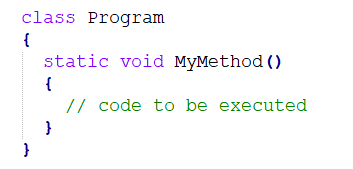 class Program
{
  static void MyMethod()
  {
    // code to be executed
  }
}